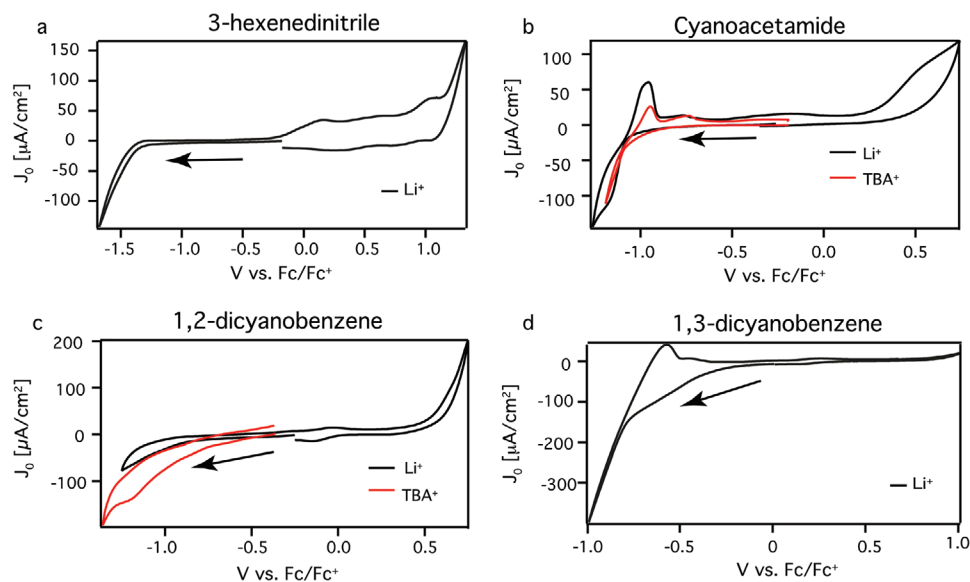 a
3-hexenedinitrile
150
100
50
0
-50
-100
J₀ [µA/cm²]
Li⁺
-1.5 -1.0 -0.5 0.0 0.5 1.0
V vs. Fc/Fc⁺
b
Cyanoacetamide
100
50
0
-50
-100
J₀ [µA/cm²]
Li⁺
TBA⁺
-1.0 -0.5 0.0 0.5
V vs. Fc/Fc⁺
c
1,2-dicyanobenzene
200
100
0
-100
J₀ [µA/cm²]
Li⁺
TBA⁺
-1.0 -0.5 0.0 0.5
V vs. Fc/Fc⁺
d
1,3-dicyanobenzene
0
-100
-200
-300
J₀ [µA/cm²]
Li⁺
-1.0 -0.5 0 0.5 1.0
V vs. Fc/Fc⁺